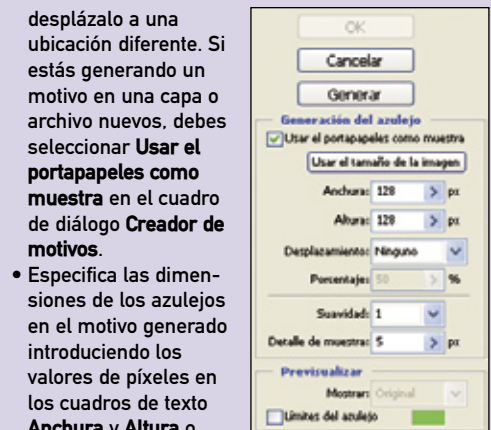 desplázalo a una
ubicación diferente. Si
estás generando un
motivo en una capa o
archivo nuevos, debes
seleccionar Usar el
portapapeles como
muestra en el cuadro
de diálogo Creador de
motivos.
• Especifica las dimen-
siones de los azulejos
en el motivo generado
introduciendo los
valores de píxeles en
los cuadros de texto
Anchura y Altura o
OK
Cancelar
Generar
Generación del azulejo
Usar el portapapeles como muestra
Usar el tamaño de la imagen
Anchura: 128 px
Altura: 128 px
Desplazamiento: Ninguno
Porcentaje: 50 %
Suavidad: 1
Detalle de muestra: 5 px
Previsualizar
Mostrar: Original
Límites del azulejo